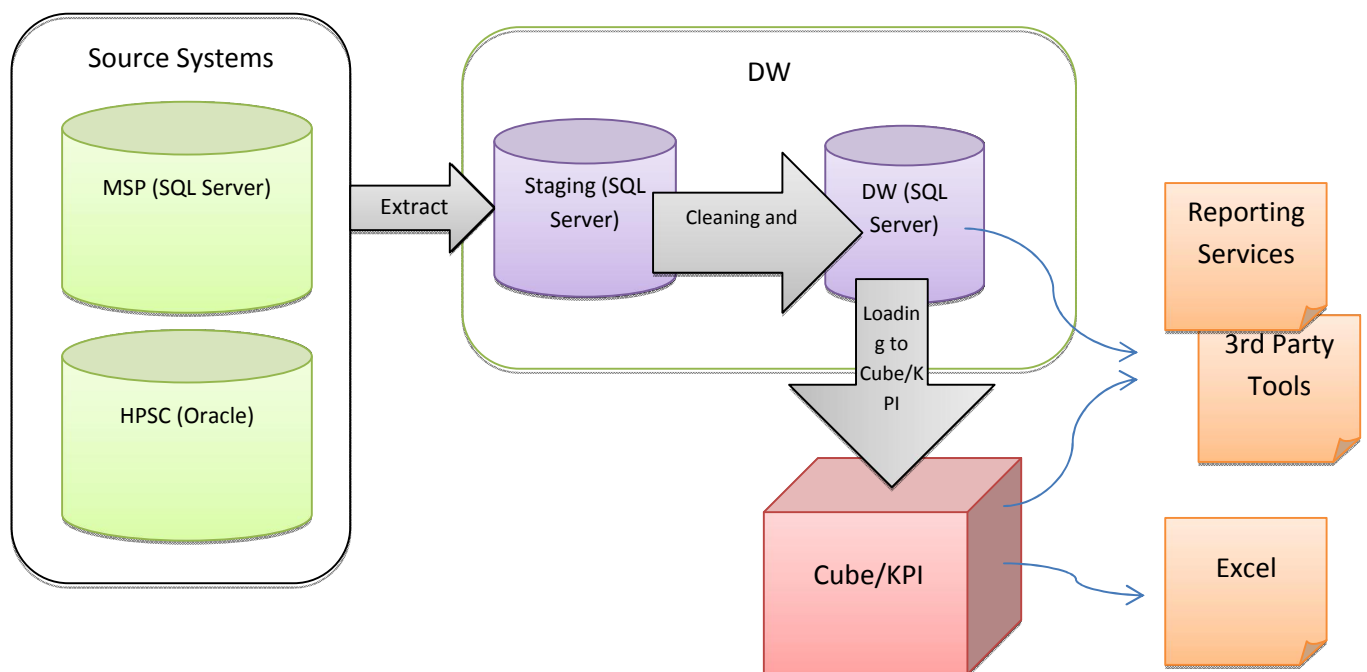 Source Systems
MSP (SQL Server)
HPSC (Oracle)
Extract
DW
Staging (SQL
Server)
Cleaning and
DW (SQL
Server)
Loadin
g to
Cube/K
PI
Cube/KPI
Reporting
Services
3rd Party
Tools
Excel